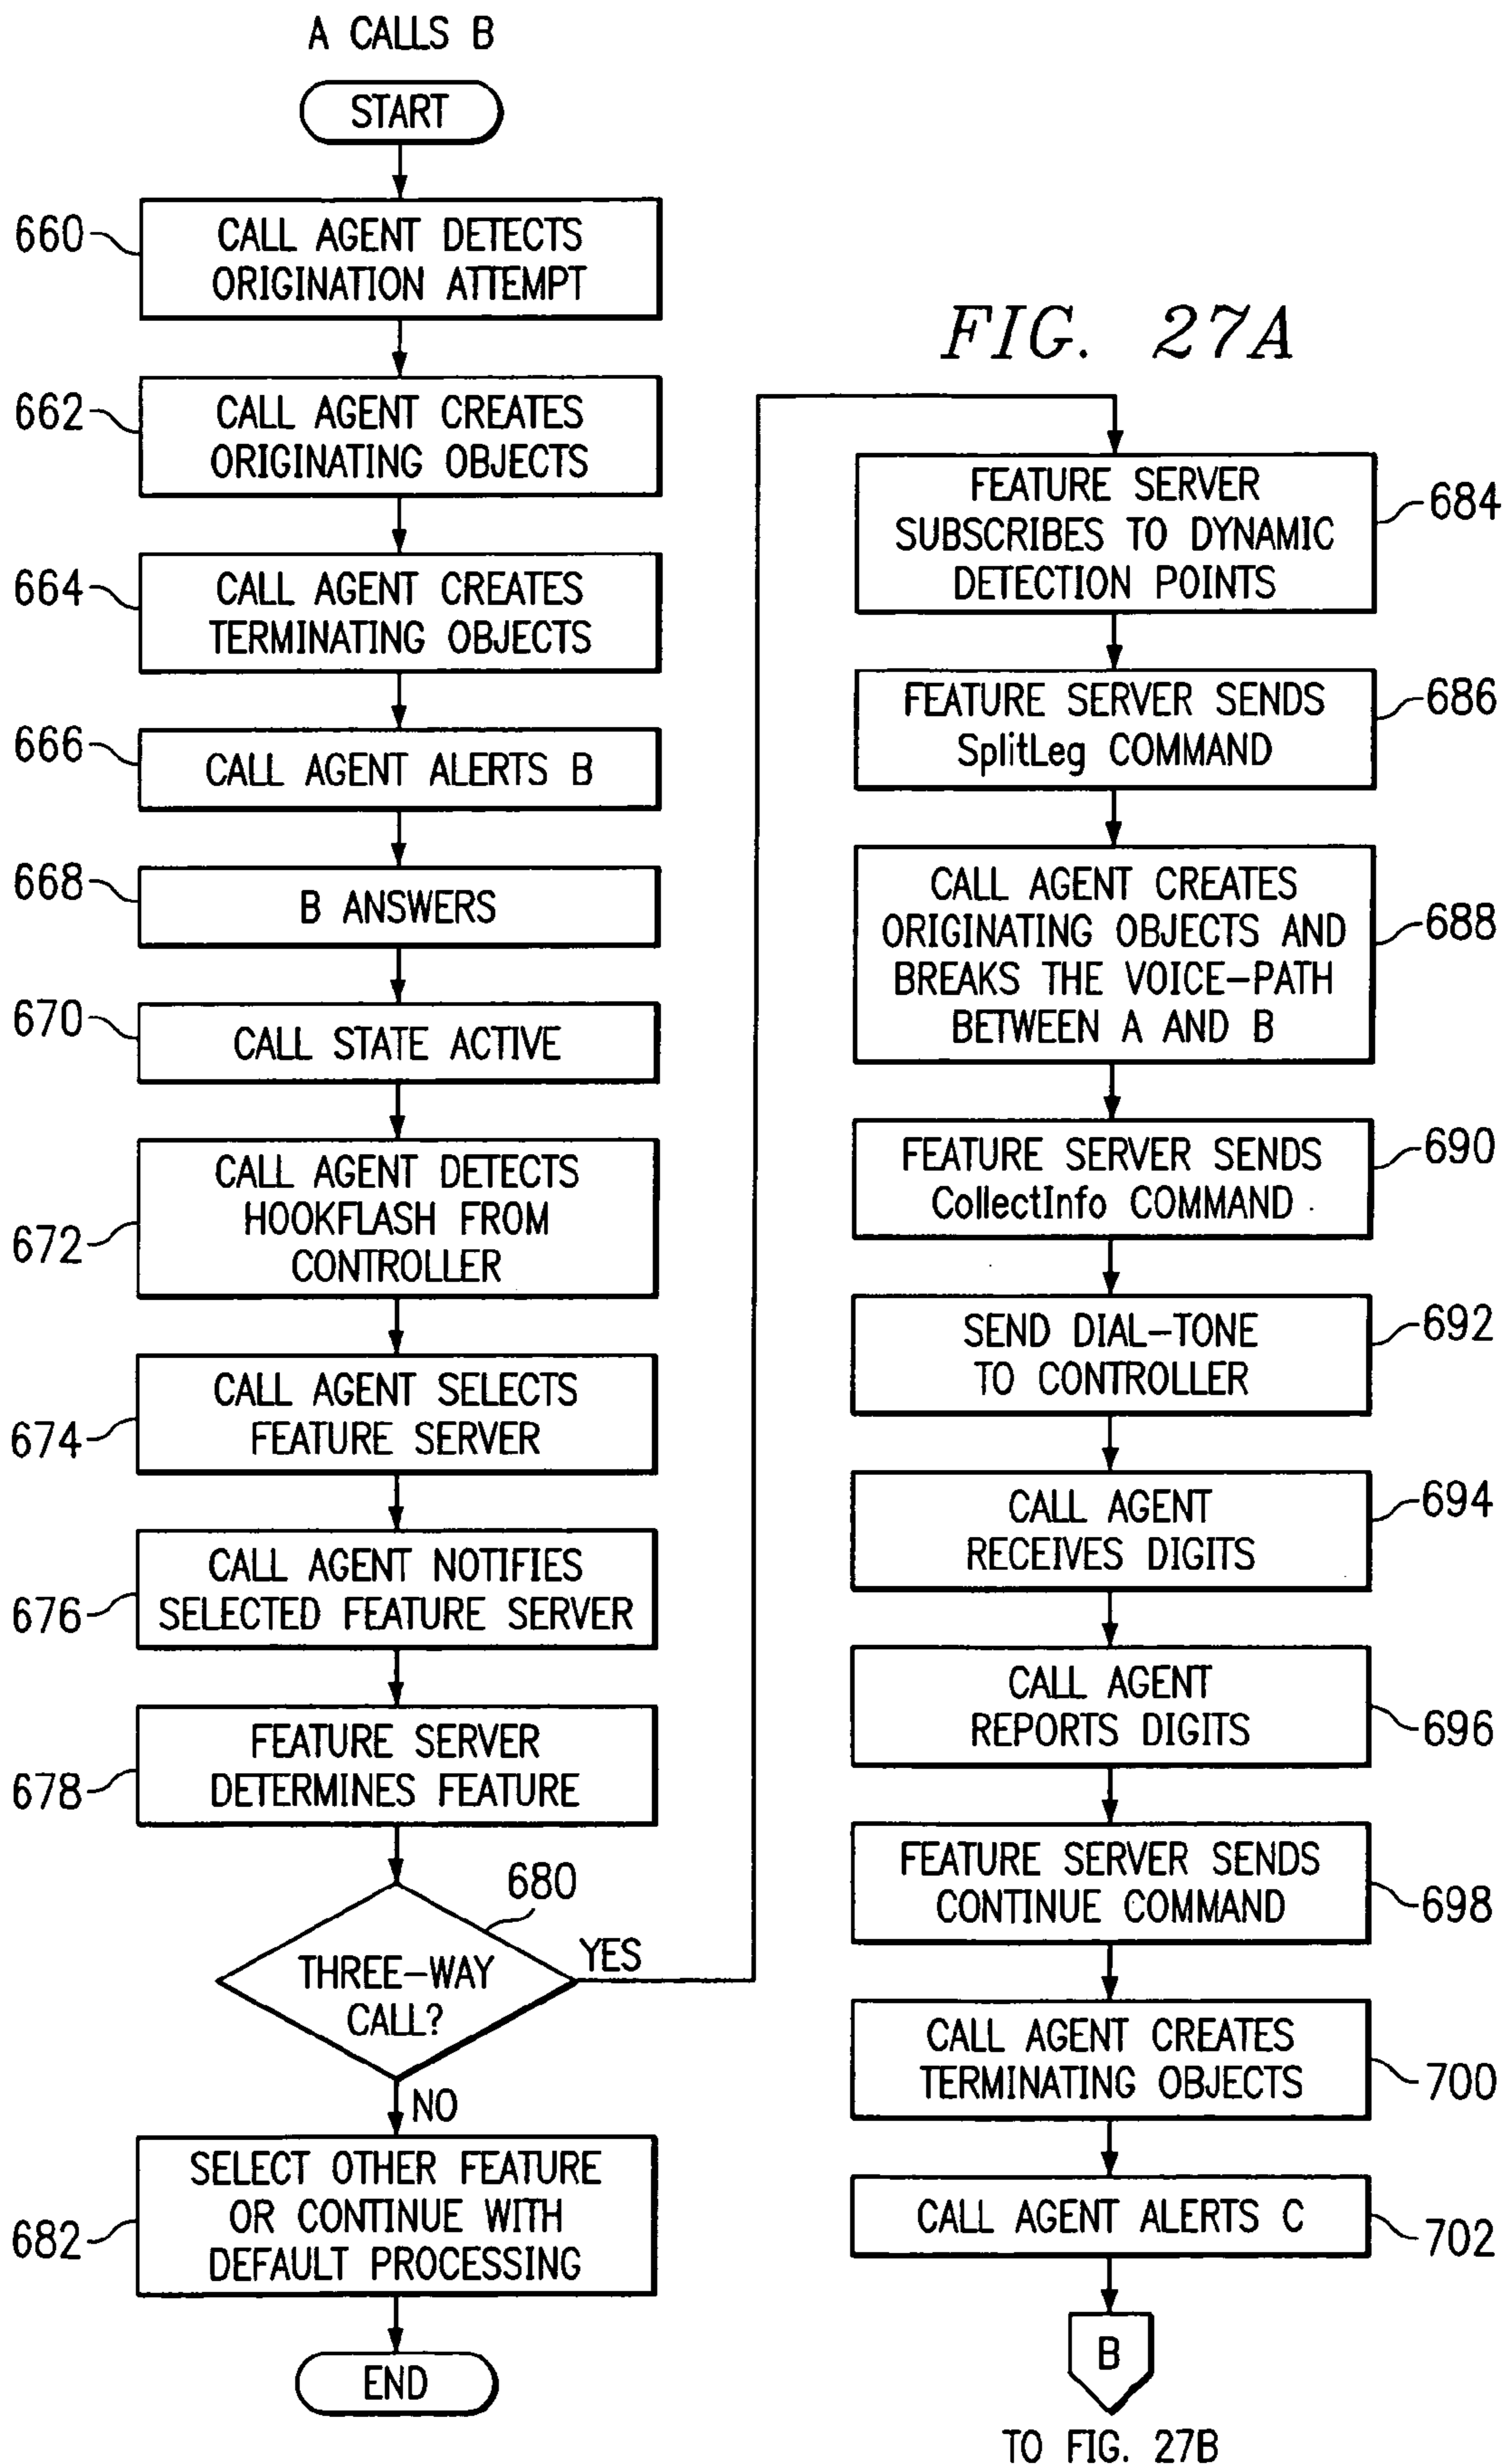 A CALLS B
START
660
CALL AGENT DETECTS
ORIGINATION ATTEMPT
662
CALL AGENT CREATES
ORIGINATING OBJECTS
664
CALL AGENT CREATES
TERMINATING OBJECTS
666
CALL AGENT ALERTS B
668
B ANSWERS
670
CALL STATE ACTIVE
672
CALL AGENT DETECTS
HOOKFLASH FROM
CONTROLLER
674
CALL AGENT SELECTS
FEATURE SERVER
676
CALL AGENT NOTIFIES
SELECTED FEATURE SERVER
678
FEATURE SERVER
DETERMINES FEATURE
680
THREE-WAY
CALL?
YES
NO
682
SELECT OTHER FEATURE
OR CONTINUE WITH
DEFAULT PROCESSING
END
FIG. 27A
FEATURE SERVER
SUBSCRIBES TO DYNAMIC
DETECTION POINTS
684
FEATURE SERVER SENDS
SplitLeg COMMAND
686
CALL AGENT CREATES
ORIGINATING OBJECTS AND
BREAKS THE VOICE-PATH
BETWEEN A AND B
688
FEATURE SERVER SENDS
CollectInfo COMMAND
690
SEND DIAL-TONE
TO CONTROLLER
692
CALL AGENT
RECEIVES DIGITS
694
CALL AGENT
REPORTS DIGITS
696
FEATURE SERVER SENDS
CONTINUE COMMAND
698
CALL AGENT CREATES
TERMINATING OBJECTS
700
CALL AGENT ALERTS C
702
B
TO FIG. 27B